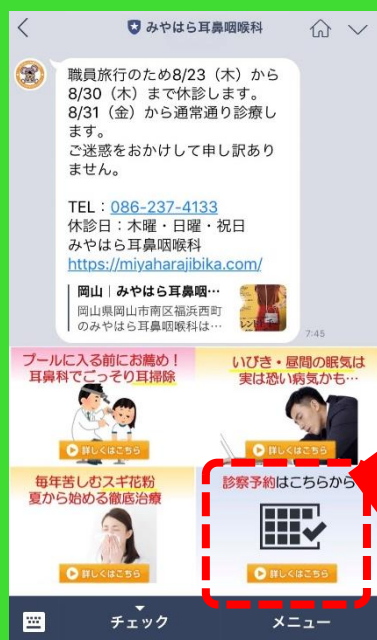 みやはら耳鼻咽喉科
職員旅行のため8/23（木）から
8/30（木）まで休診します。
8/31（金）から通常通り診療し
ます。
ご迷惑をおかけして申し訳あり
ません。
TEL：086-237-4133
休診日：木曜・日曜・祝日
みやはら耳鼻咽喉科
https://miyaharajibika.com/
岡山｜みやはら耳鼻咽…
岡山県岡山市南区福浜西町
のみやはら耳鼻咽喉科は…
7:45
プールに入る前にお薦め！
耳鼻科でごっそり耳掃除
詳しくはこちら
いびき・昼間の眠気は
実は恐い病気かも…
詳しくはこちら
毎年苦しむスギ花粉
夏から始める徹底治療
詳しくはこちら
診察予約はこちらから
詳しくはこちら
チェック
メニュー